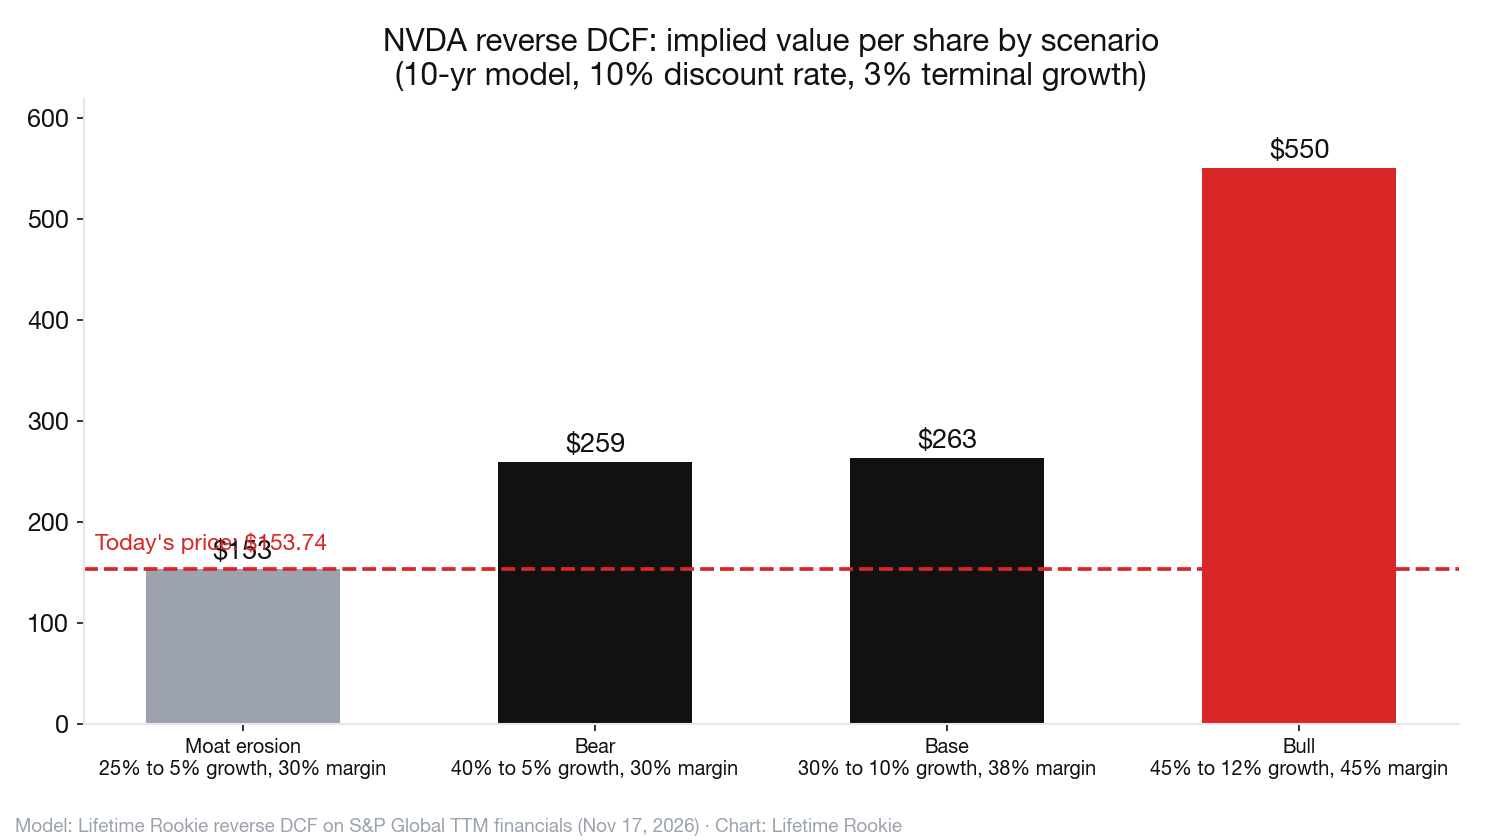 NVDA reverse DCF: implied value per share by scenario
(10-yr model, 10% discount rate, 3% terminal growth)
600
500
400
300
200
100
0
$550
$263
$259
Today's price: $153.74
$153
Moat erosion
25% to 5% growth, 30% margin
Bear
40% to 5% growth, 30% margin
Base
30% to 10% growth, 38% margin
Bull
45% to 12% growth, 45% margin
Model: Lifetime Rookie reverse DCF on S&P Global TTM financials (Nov 17, 2026) · Chart: Lifetime Rookie